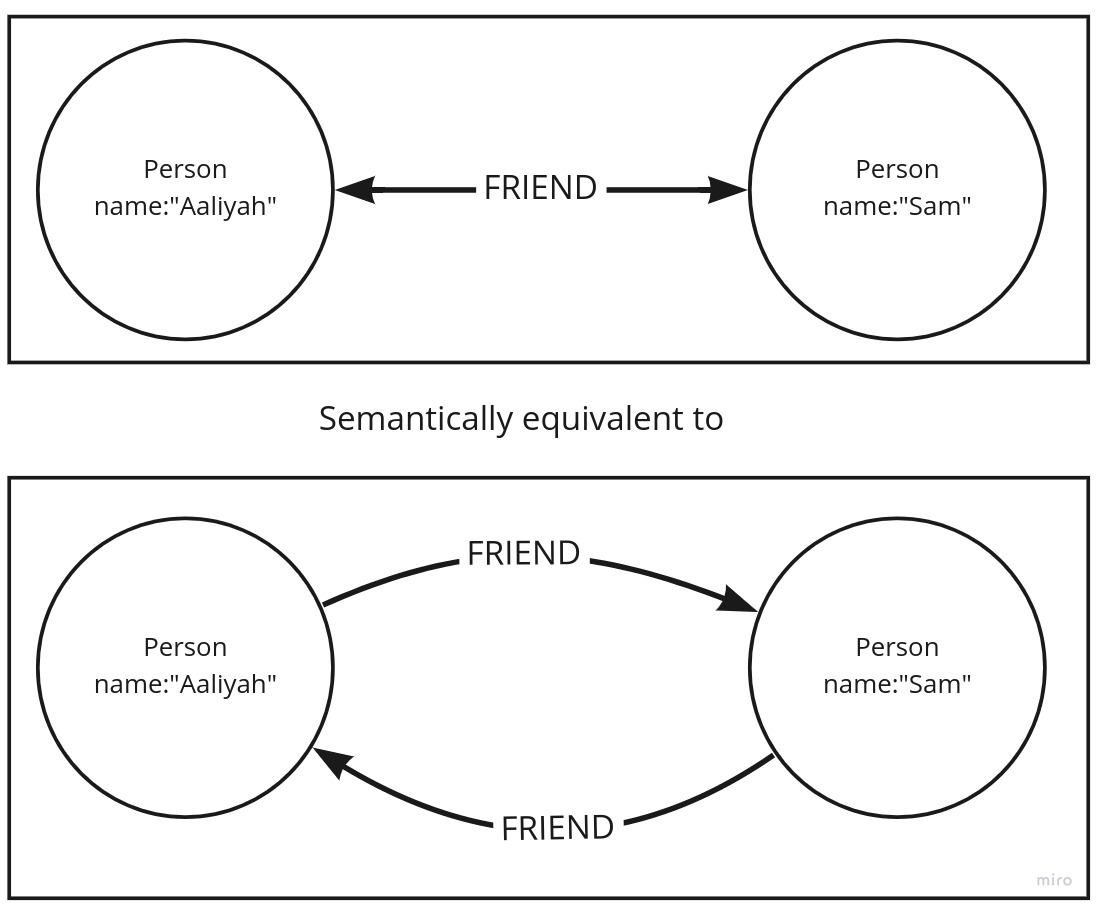 Person
name:"Aaliyah"
FRIEND
Person
name:"Sam"
Semantically equivalent to
FRIEND
Person
name:"Aaliyah"
Person
name:"Sam"
FRIEND
miro